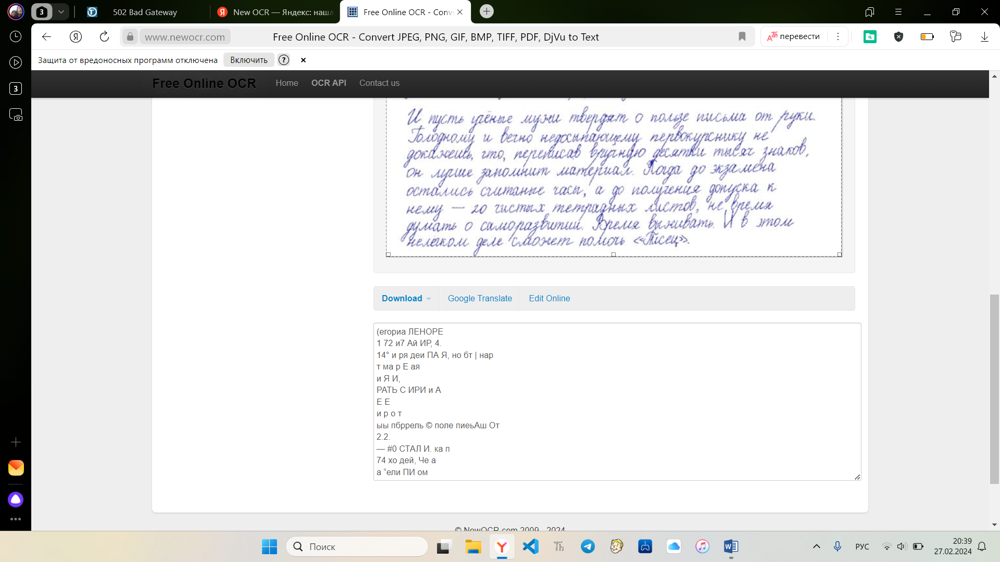 3
502 Bad Gateway
New OCR — Яндекс: наш
Free Online OCR - Conv
www.newocr.com
Free Online OCR - Convert JPEG, PNG, GIF, BMP, TIFF, PDF, DjVu to Text
перевести
Защита от вредоносных программ отключена
Включить
?
3
Free Online OCR
Home
OCR API
Contact us
И пусть учёные мужи твердят о пользе письма от руки.
Голодному и вечно недосыпающему первокурснику не
докажешь, что, переписав вручную десятки тысяч знаков,
он лучше запомнит материал. Когда до экзамена
остались считаные часы, а до получения допуска к
нему — 20 чистых тетрадных листов, не время
думать о саморазвитии. Время выживать. И в этом
нелёгком деле сможет помочь «Писец».
Download
Google Translate
Edit Online
(егориа ЛЕНОРЕ
1 72 и7 Ай ИР, 4.
14° и ря деи ПА Я, но бт | нар
т ма р Е ая
и Я И,
РАТЬ С ИРИ и А
Е Е
и р о т
ыы пбррель © поле пиеьАш От
2.2.
— #0 СТАЛ И. ка п
74 хо дей, Че а
а “ели ПИ ом
© NewOCR.com 2009 - 2024
Поиск
РУС
20:39
27.02.2024